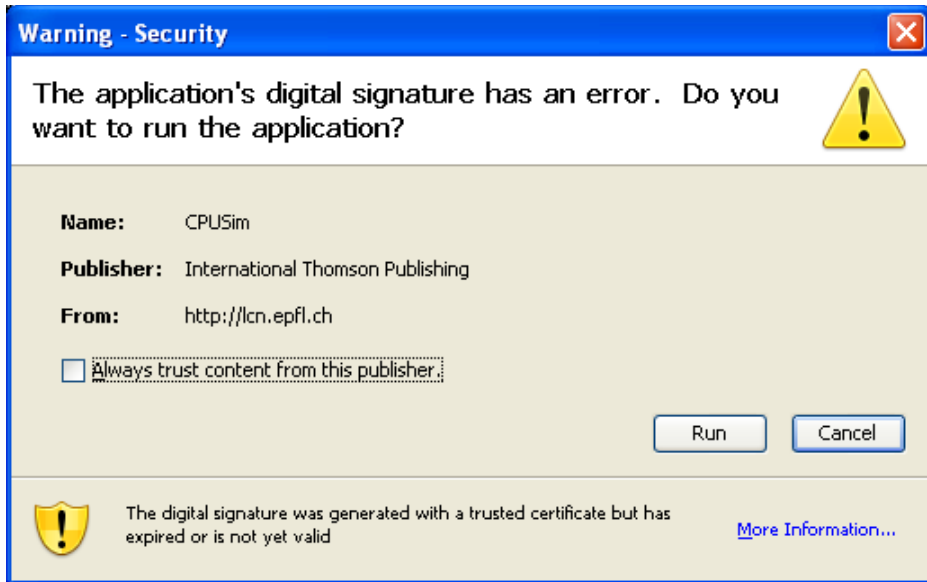 Warning - Security
The application's digital signature has an error. Do you
want to run the application?
Name: CPUSim
Publisher: International Thomson Publishing
From: http://lcn.epfl.ch
Always trust content from this publisher.
Run Cancel
The digital signature was generated with a trusted certificate but has
expired or is not yet valid
More Information...